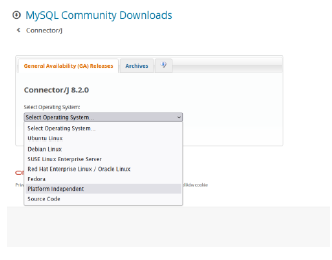 MySQL Community Downloads
Connector/J
General Availability (GA) Releases
Archives
Connector/J 8.2.0
Select Operating System:
Select Operating System...
Select Operating System...
Ubuntu Linux
Debian Linux
SUSE Linux Enterprise Server
Red Hat Enterprise Linux / Oracle Linux
Fedora
Platform Independent
Source Code